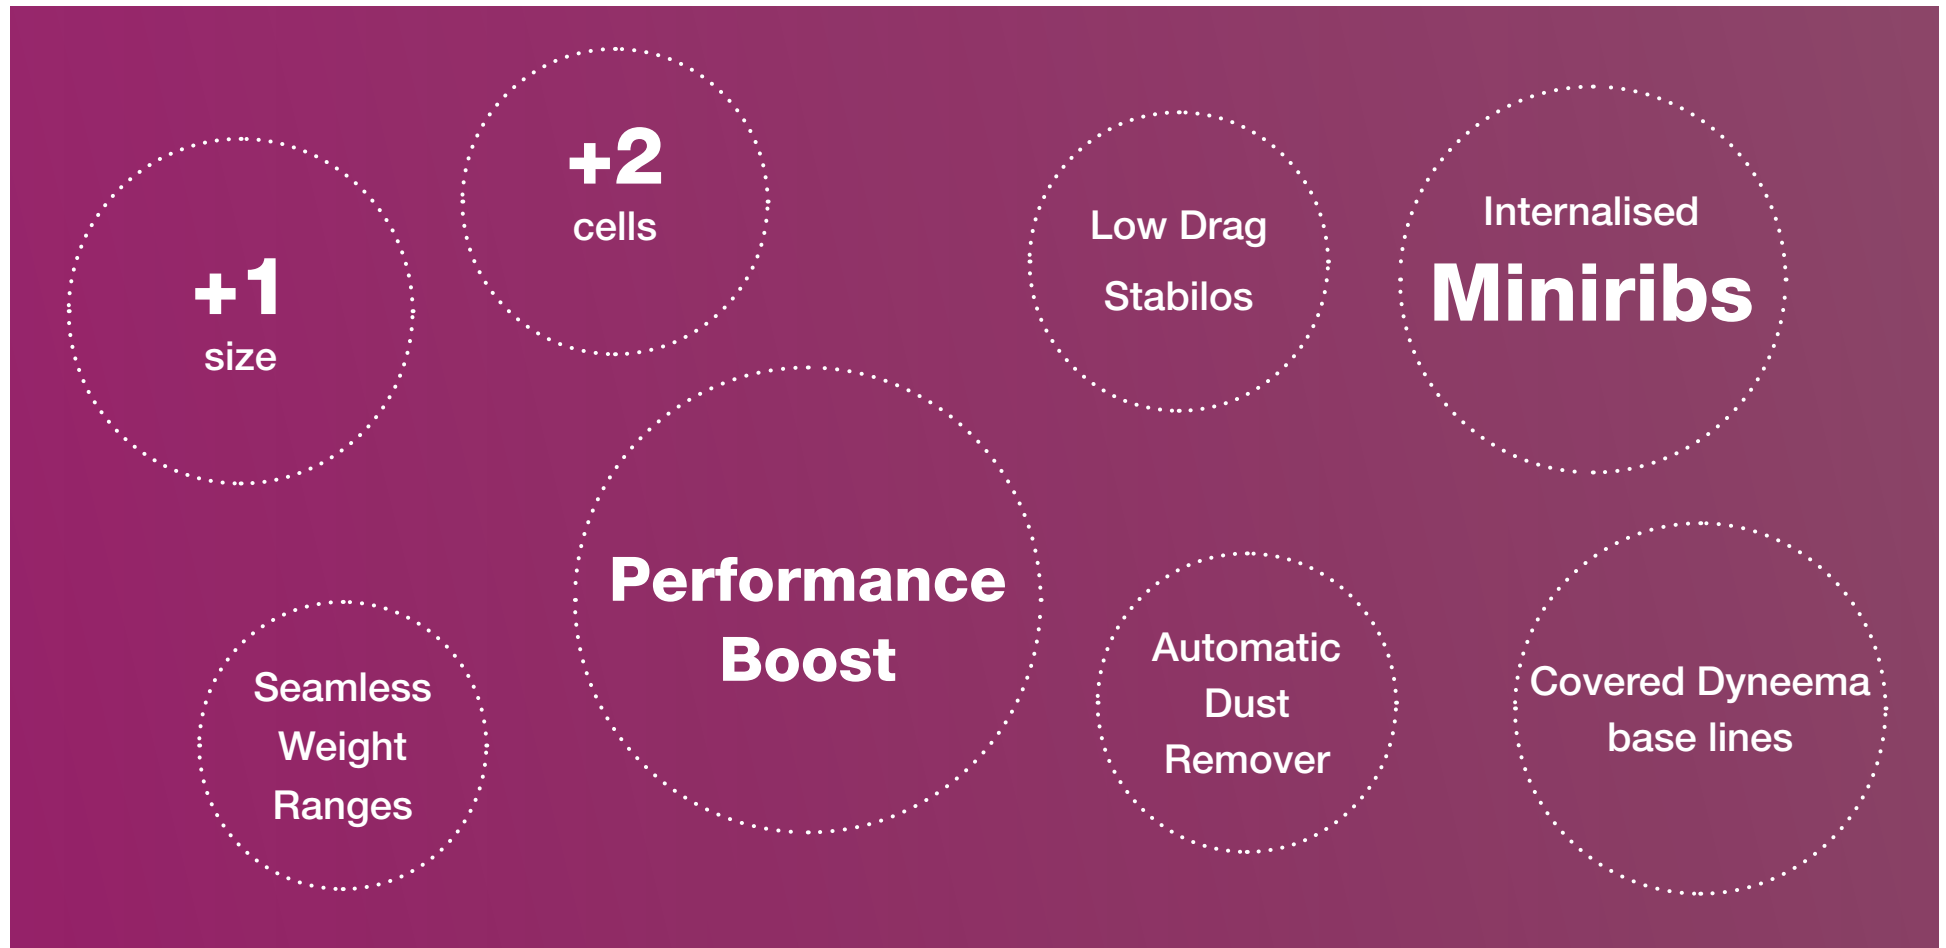 +1
size
+2
cells
Low Drag
Stabilos
Internalised
Miniribs
Seamless
Weight
Ranges
Performance
Boost
Automatic
Dust
Remover
Covered Dyneema
base lines